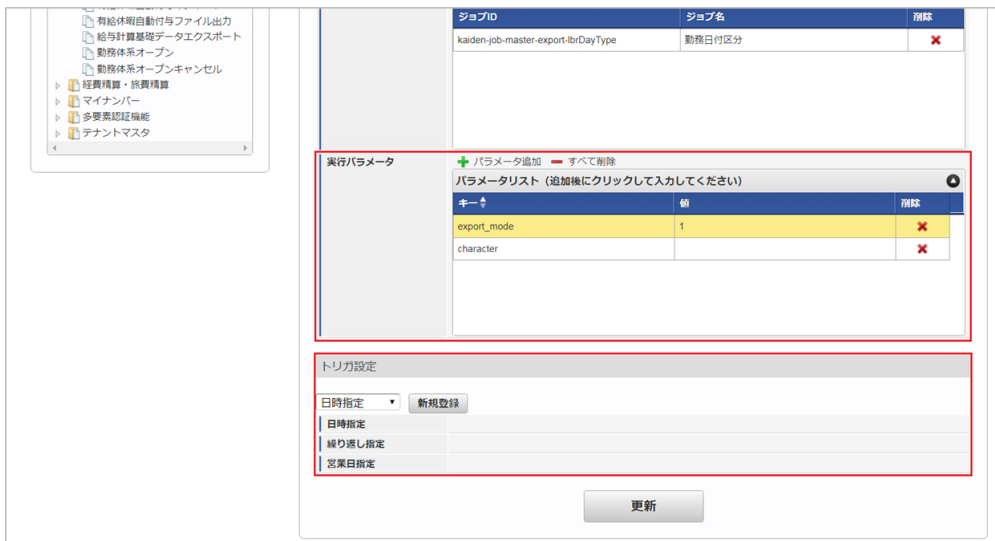 有給休暇自動付与ファイル出力
給与計算基礎データエクスポート
勤務体系オープン
勤務体系オープンキャンセル
経費精算・旅費精算
マイナンバー
多要素認証機能
テナントマスタ
ジョブID ジョブ名 削除
kaiden-job-master-export-lbrDayType 勤務日付区分
実行パラメータ パラメータ追加 すべて削除
パラメータリスト（追加後にクリックして入力してください）
キー 値 削除
export_mode 1
character
トリガ設定
日時指定 新規登録
日時指定
繰り返し指定
営業日指定
更新